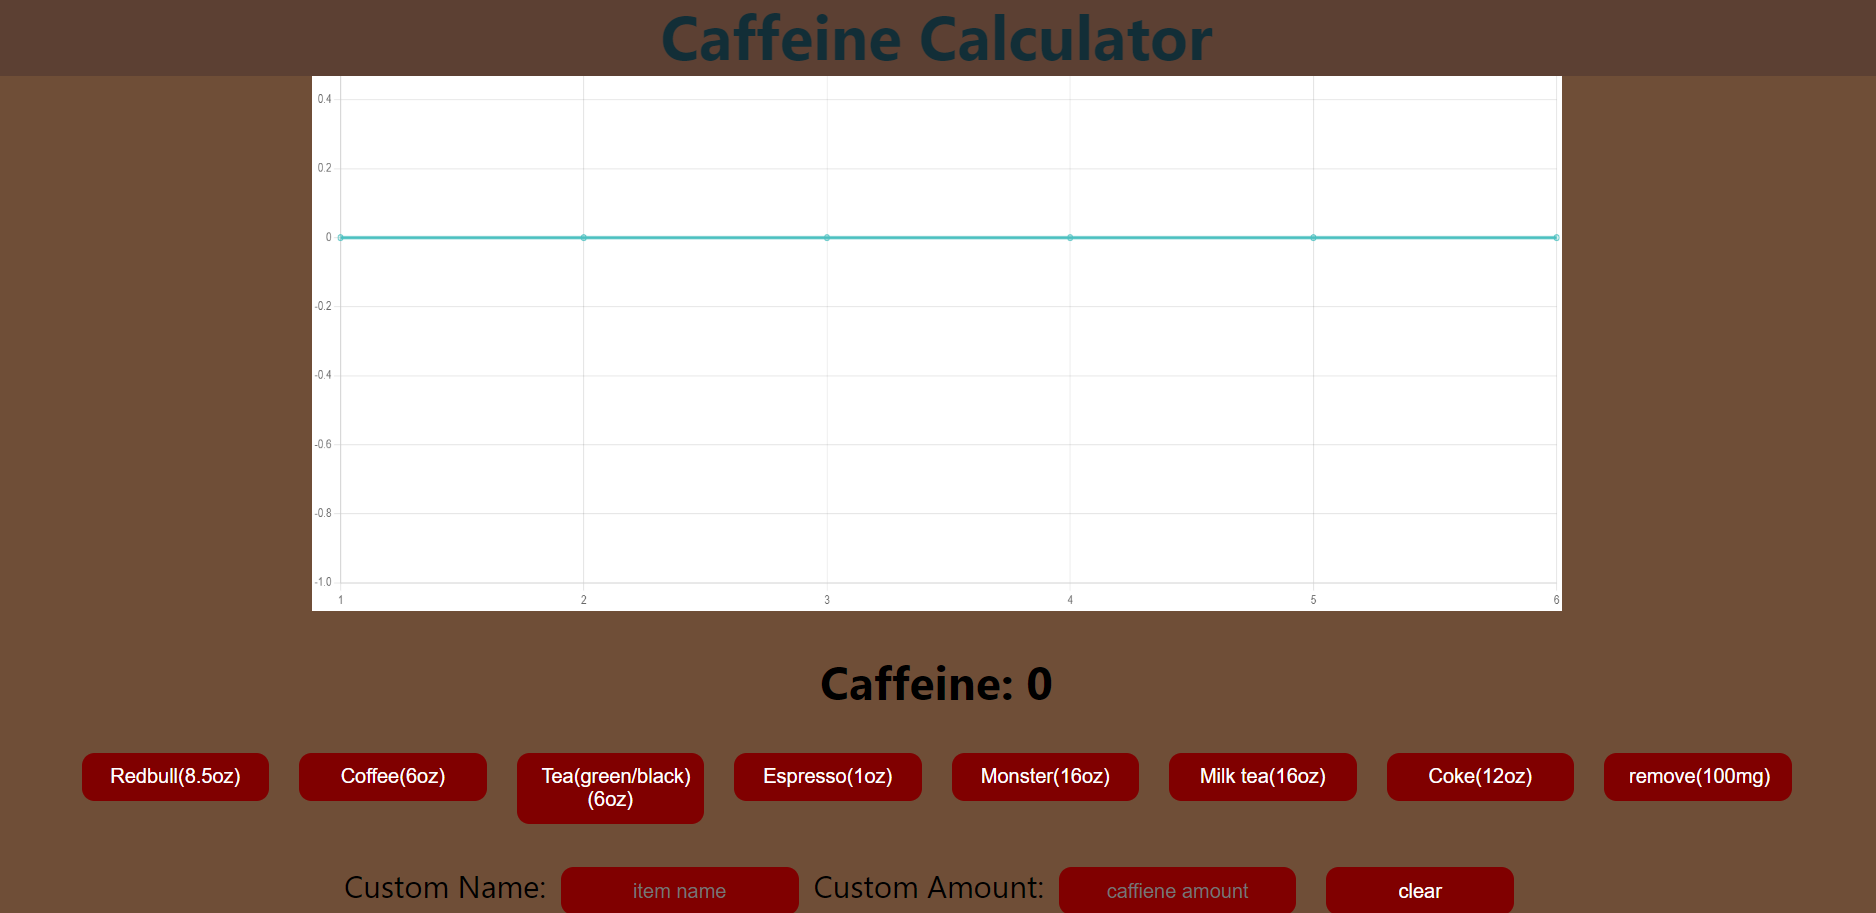 Caffeine Calculator
0.4
0.2
0
-0.2
-0.4
-0.6
-0.8
-1.0
1 2 3 4 5 6
Caffeine: 0
Redbull(8.5oz) Coffee(6oz) Tea(green/black) Espresso(1oz) Monster(16oz) Milk tea(16oz) Coke(12oz) remove(100mg)
(6oz)
Custom Name: item name Custom Amount: caffiene amount clear